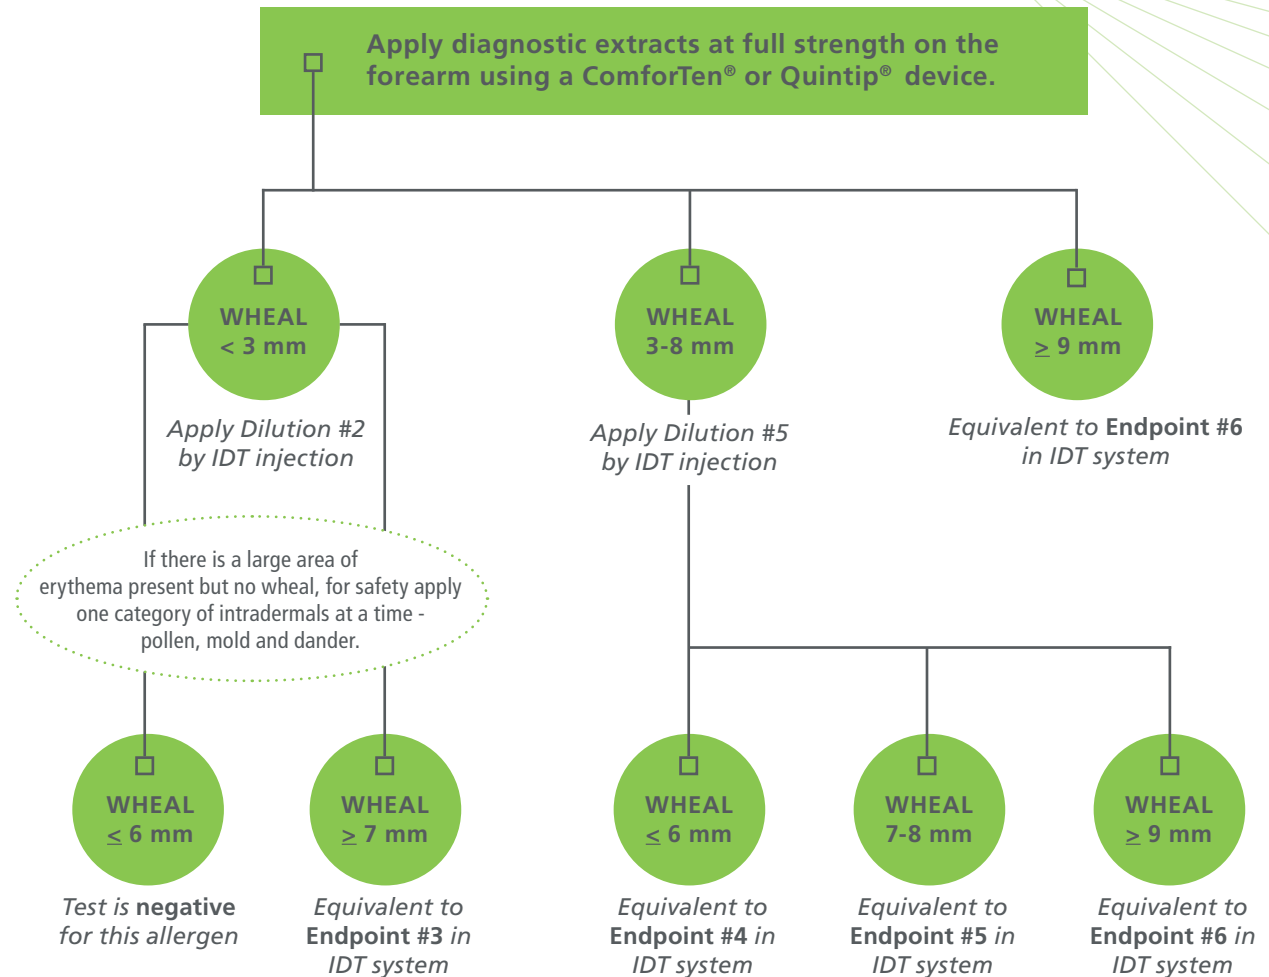 Apply diagnostic extracts at full strength on the
forearm using a ComforTen® or Quintip® device.
WHEAL
< 3 mm
WHEAL
3-8 mm
WHEAL
≥ 9 mm
Apply Dilution #2
by IDT injection
Apply Dilution #5
by IDT injection
Equivalent to Endpoint #6
in IDT system
If there is a large area of
erythema present but no wheal, for safety apply
one category of intradermals at a time -
pollen, mold and dander.
WHEAL
≤ 6 mm
WHEAL
≥ 7 mm
WHEAL
≤ 6 mm
WHEAL
7-8 mm
WHEAL
≥ 9 mm
Test is negative
for this allergen
Equivalent to
Endpoint #3 in
IDT system
Equivalent to
Endpoint #4 in
IDT system
Equivalent to
Endpoint #5 in
IDT system
Equivalent to
Endpoint #6 in
IDT system